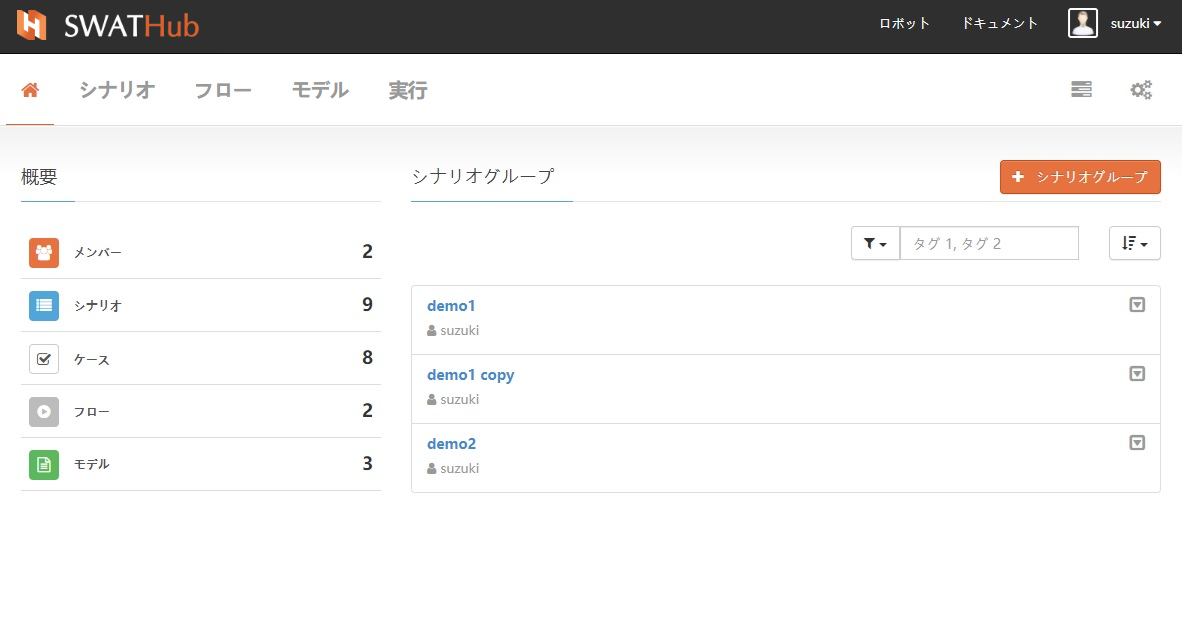 SWATHub ロボット ドキュメント suzuki
シナリオ フロー モデル 実行
概要
メンバー 2
シナリオ 9
ケース 8
フロー 2
モデル 3
シナリオグループ シナリオグループ
タグ 1, タグ 2
demo1
suzuki
demo1 copy
suzuki
demo2
suzuki